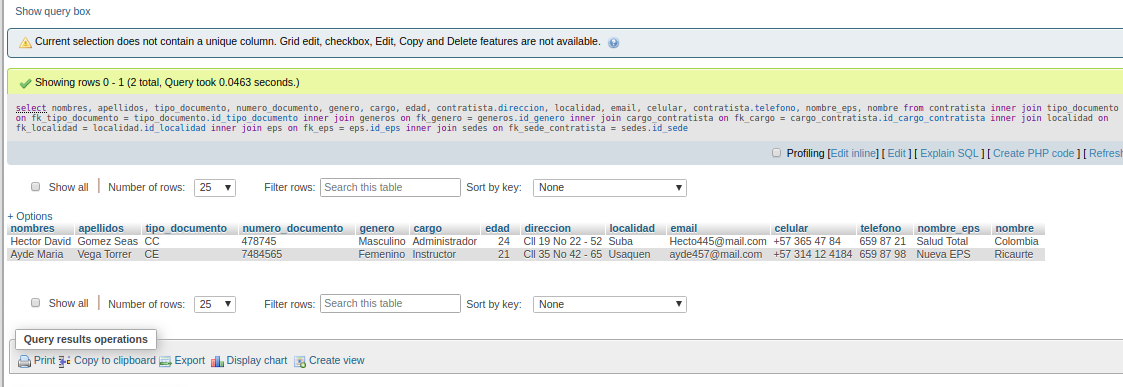 Show query box
Current selection does not contain a unique column. Grid edit, checkbox, Edit, Copy and Delete features are not available.
Showing rows 0 - 1 (2 total, Query took 0.0463 seconds.)
select nombres, apellidos, tipo_documento, numero_documento, genero, cargo, edad, contratista.direccion, localidad, email, celular, contratista.telefono, nombre_eps, nombre from contratista inner join tipo_documento
on fk_tipo_documento = tipo_documento.id_tipo_documento inner join generos on fk_genero = generos.id_genero inner join cargo_contratista on fk_cargo = cargo_contratista.id_cargo_contratista inner join localidad on
fk_localidad = localidad.id_localidad inner join eps on fk_eps = eps.id_eps inner join sedes on fk_sede_contratista = sedes.id_sede
Profiling [Edit inline] [ Edit ] [ Explain SQL ] [ Create PHP code ] [ Refresh
Show all Number of rows: 25 Filter rows: Search this table Sort by key: None
+ Options
nombres apellidos tipo_documento numero_documento genero cargo edad direccion localidad email celular telefono nombre_eps nombre
Hector David Gomez Seas CC 478745 Masculino Administrador 24 Cll 19 No 22 - 52 Suba Hecto445@mail.com +57 365 47 84 659 87 21 Salud Total Colombia
Ayde Maria Vega Torrer CE 7484565 Femenino Instructor 21 Cll 35 No 42 - 65 Usaquen ayde457@mail.com +57 314 12 4184 659 87 98 Nueva EPS Ricaurte
Show all Number of rows: 25 Filter rows: Search this table Sort by key: None
Query results operations
Print Copy to clipboard Export Display chart Create view